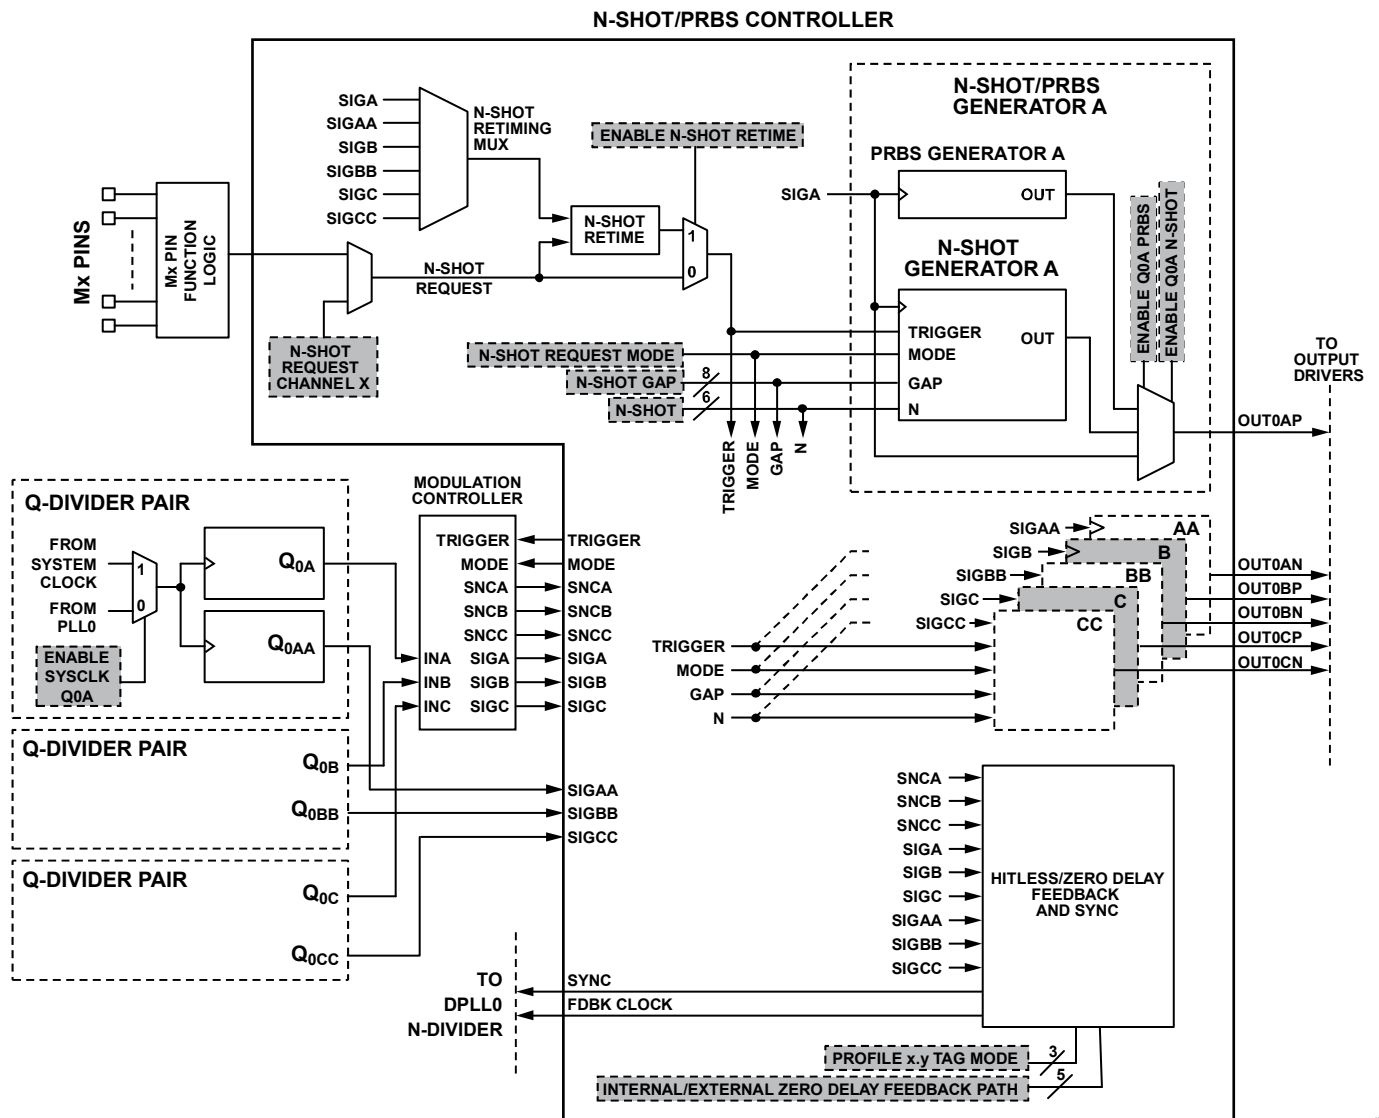 N-SHOT/PRBS CONTROLLER
SIGA
SIGAA
SIGB
SIGBB
SIGC
SIGCC
N-SHOT
RETIMING
MUX
ENABLE N-SHOT RETIME
N-SHOT
RETIME
1
0
Mx PINS
Mx PIN
FUNCTION
LOGIC
N-SHOT
REQUEST
N-SHOT
REQUEST
CHANNEL X
N-SHOT REQUEST MODE
N-SHOT GAP
8
N-SHOT
6
TRIGGER
MODE
GAP
N
N-SHOT/PRBS
GENERATOR A
PRBS GENERATOR A
SIGA
OUT
N-SHOT
GENERATOR A
TRIGGER
MODE
GAP
N
OUT
ENABLE Q0A PRBS
ENABLE Q0A N-SHOT
TO
OUTPUT
DRIVERS
OUT0AP
Q-DIVIDER PAIR
FROM
SYSTEM
CLOCK
FROM
PLL0
1
0
ENABLE
SYSCLK
Q0A
Q0A
Q0AA
Q-DIVIDER PAIR
Q0B
Q0BB
Q-DIVIDER PAIR
Q0C
Q0CC
MODULATION
CONTROLLER
TRIGGER
MODE
SNCA
SNCB
SNCC
INA SIGA
INB SIGB
INC SIGC
TRIGGER
MODE
SNCA
SNCB
SNCC
SIGA
SIGB
SIGC
SIGAA
SIGBB
SIGCC
SIGAA
SIGB
SIGBB
SIGC
SIGCC
AA
B
BB
C
CC
TRIGGER
MODE
GAP
N
OUT0AN
OUT0BP
OUT0BN
OUT0CP
OUT0CN
SNCA
SNCB
SNCC
SIGA
SIGB
SIGC
SIGAA
SIGBB
SIGCC
HITLESS/ZERO DELAY
FEEDBACK
AND SYNC
TO
DPLL0
N-DIVIDER
SYNC
FDBK CLOCK
PROFILE x.y TAG MODE
3
INTERNAL/EXTERNAL ZERO DELAY FEEDBACK PATH
5